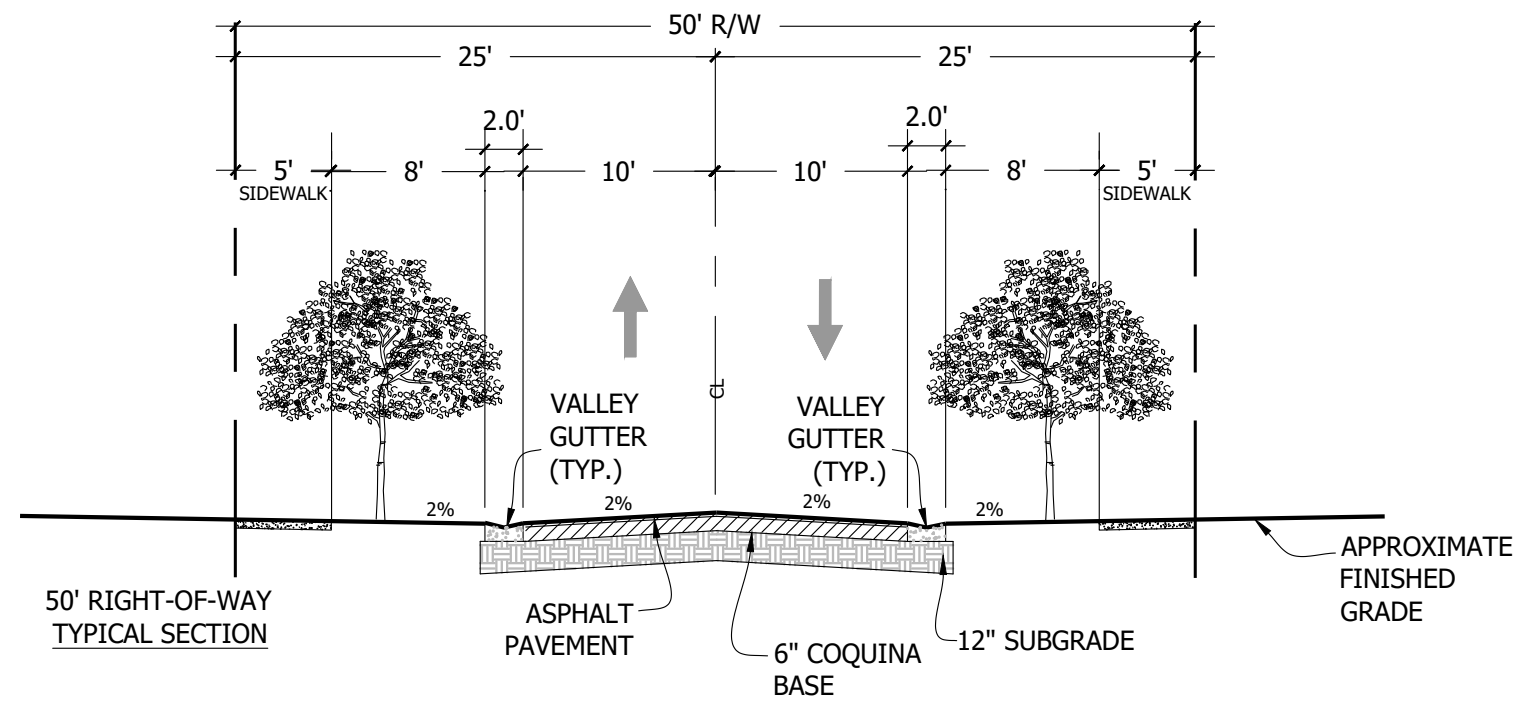 50' R/W
25' 25'
2.0' 2.0'
5' 8' 10' 10' 8' 5'
SIDEWALK SIDEWALK
CL
VALLEY
GUTTER
(TYP.)
VALLEY
GUTTER
(TYP.)
2% 2% 2% 2%
50' RIGHT-OF-WAY
TYPICAL SECTION
ASPHALT
PAVEMENT
6" COQUINA
BASE
12" SUBGRADE
APPROXIMATE
FINISHED
GRADE